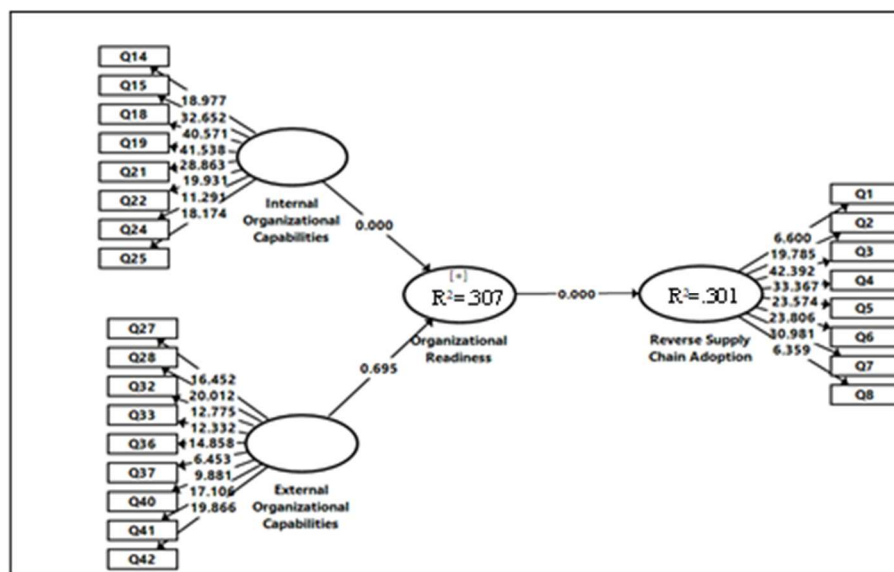 Q14
Q15
Q18
Q19
Q21
Q22
Q24
Q25
18.977
32.652
40.571
41.538
28.863
19.931
11.291
18.174
Internal
Organizational
Capabilities
0.000
Q27
Q28
Q32
Q33
Q36
Q37
Q40
Q41
Q42
16.452
20.012
12.775
12.332
14.858
6.453
9.881
17.106
19.866
External
Organizational
Capabilities
0.695
[+]
R²=.307
Organizational
Readiness
0.000
R²=.301
Reverse Supply
Chain Adoption
6.600
19.785
42.392
33.367
23.574
23.806
30.981
6.359
Q1
Q2
Q3
Q4
Q5
Q6
Q7
Q8